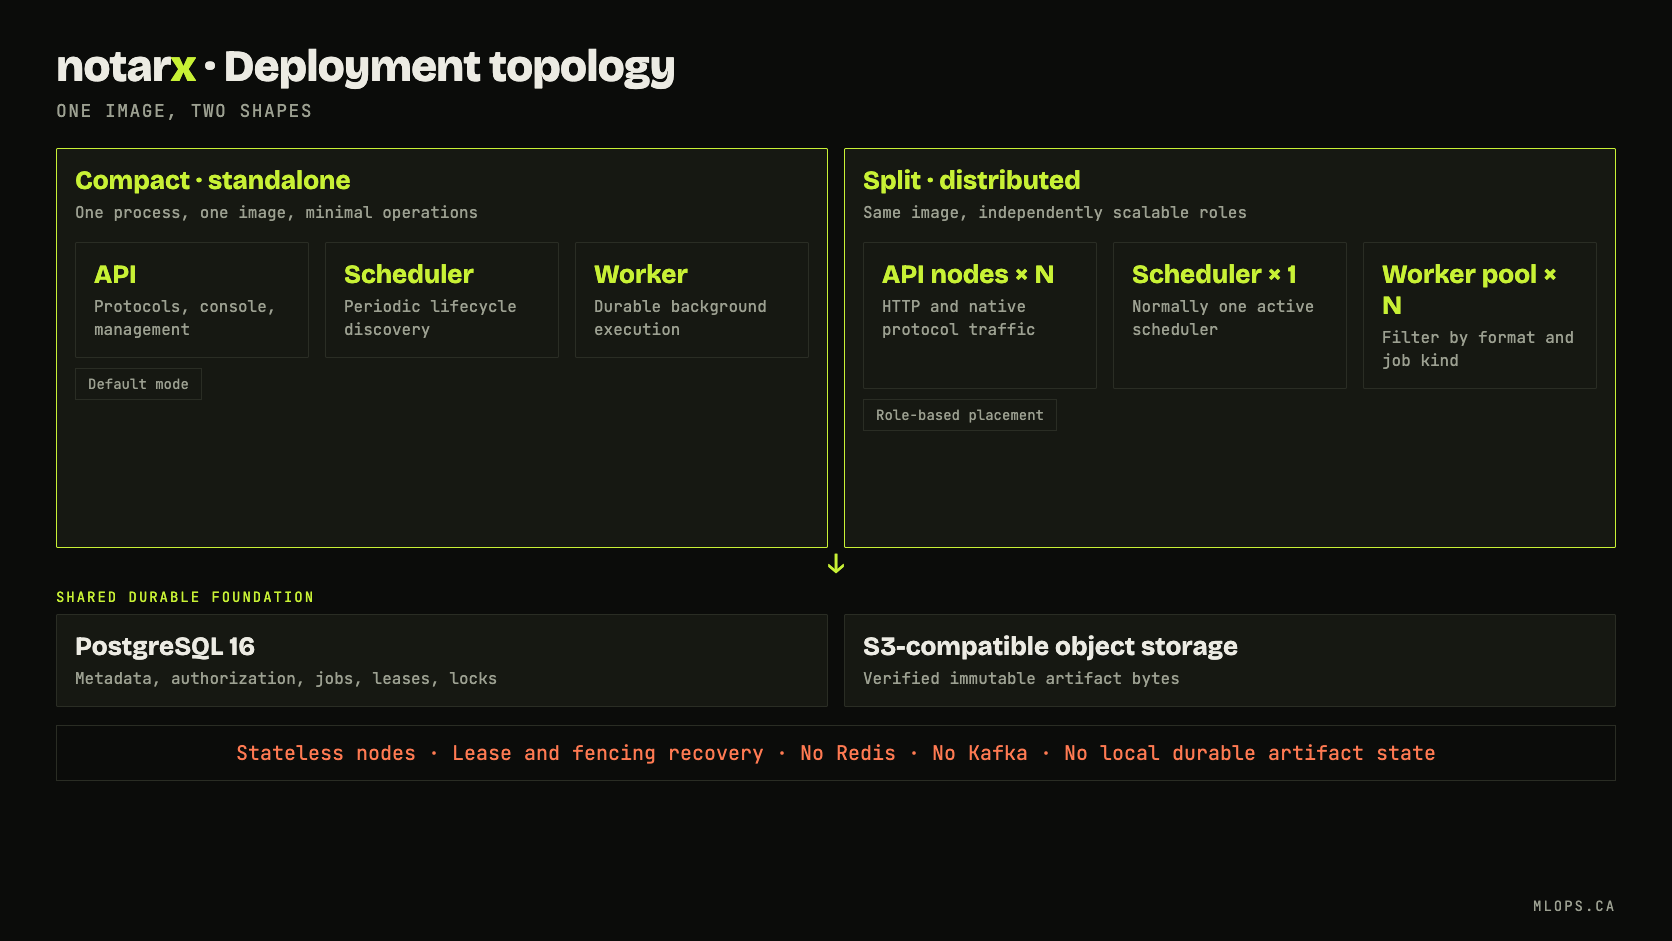 notarx · Deployment topology
ONE IMAGE, TWO SHAPES
Compact · standalone
One process, one image, minimal operations
API
Protocols, console,
management
Scheduler
Periodic lifecycle
discovery
Worker
Durable background
execution
Default mode
Split · distributed
Same image, independently scalable roles
API nodes × N
HTTP and native
protocol traffic
Scheduler × 1
Normally one active
scheduler
Worker pool ×
N
Filter by format and
job kind
Role-based placement
↓
SHARED DURABLE FOUNDATION
PostgreSQL 16
Metadata, authorization, jobs, leases, locks
S3-compatible object storage
Verified immutable artifact bytes
Stateless nodes · Lease and fencing recovery · No Redis · No Kafka · No local durable artifact state
MLOPS.CA